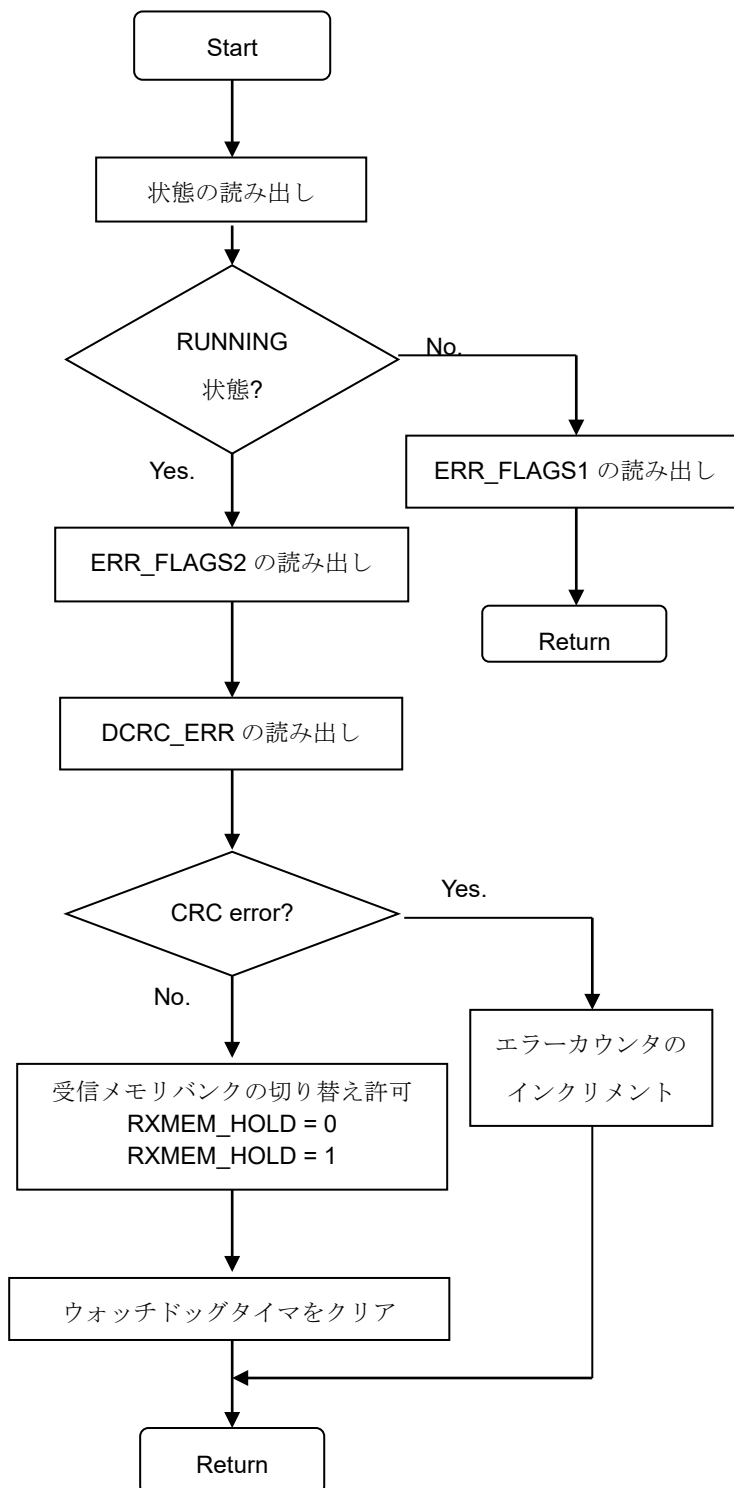 Start
状態の読み出し
RUNNING
状態?
No.
Yes.
ERR_FLAGS1 の読み出し
ERR_FLAGS2 の読み出し
Return
DCRC_ERR の読み出し
CRC error?
Yes.
No.
エラーカウンタの
インクリメント
受信メモリバンクの切り替え許可
RXMEM_HOLD = 0
RXMEM_HOLD = 1
ウォッチドッグタイマをクリア
Return